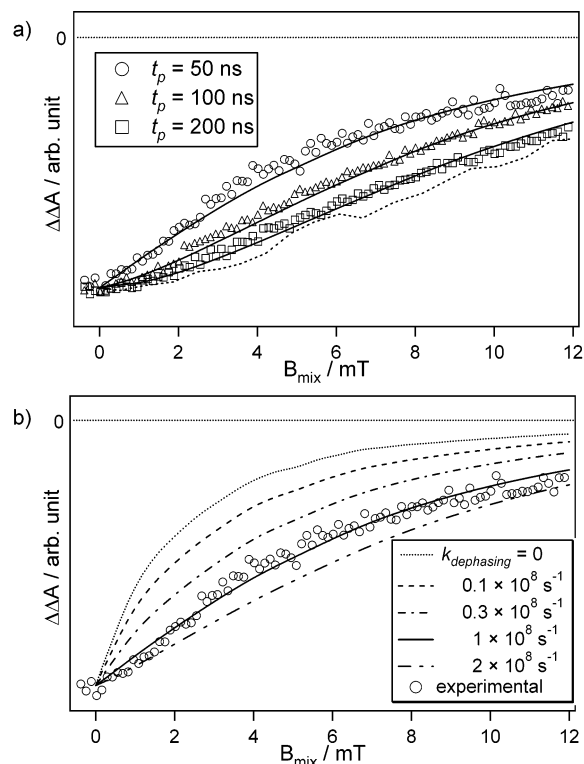 a)
0
t_p = 50 ns
t_p = 100 ns
t_p = 200 ns
ΔΔA / arb. unit
0 2 4 6 8 10 12
B_mix / mT
b)
0
ΔΔA / arb. unit
k_dephasing = 0
0.1 × 10^8 s^-1
0.3 × 10^8 s^-1
1 × 10^8 s^-1
2 × 10^8 s^-1
experimental
0 2 4 6 8 10 12
B_mix / mT